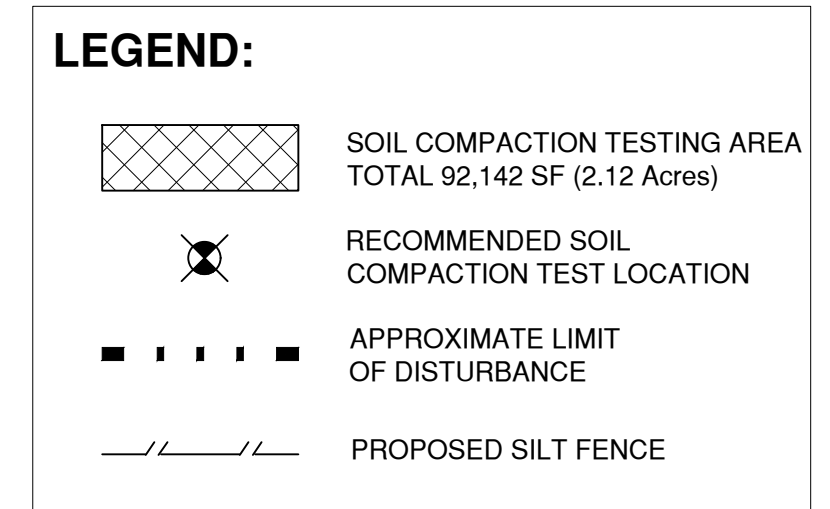 LEGEND:
SOIL COMPACTION TESTING AREA
TOTAL 92,142 SF (2.12 Acres)
RECOMMENDED SOIL
COMPACTION TEST LOCATION
APPROXIMATE LIMIT
OF DISTURBANCE
PROPOSED SILT FENCE